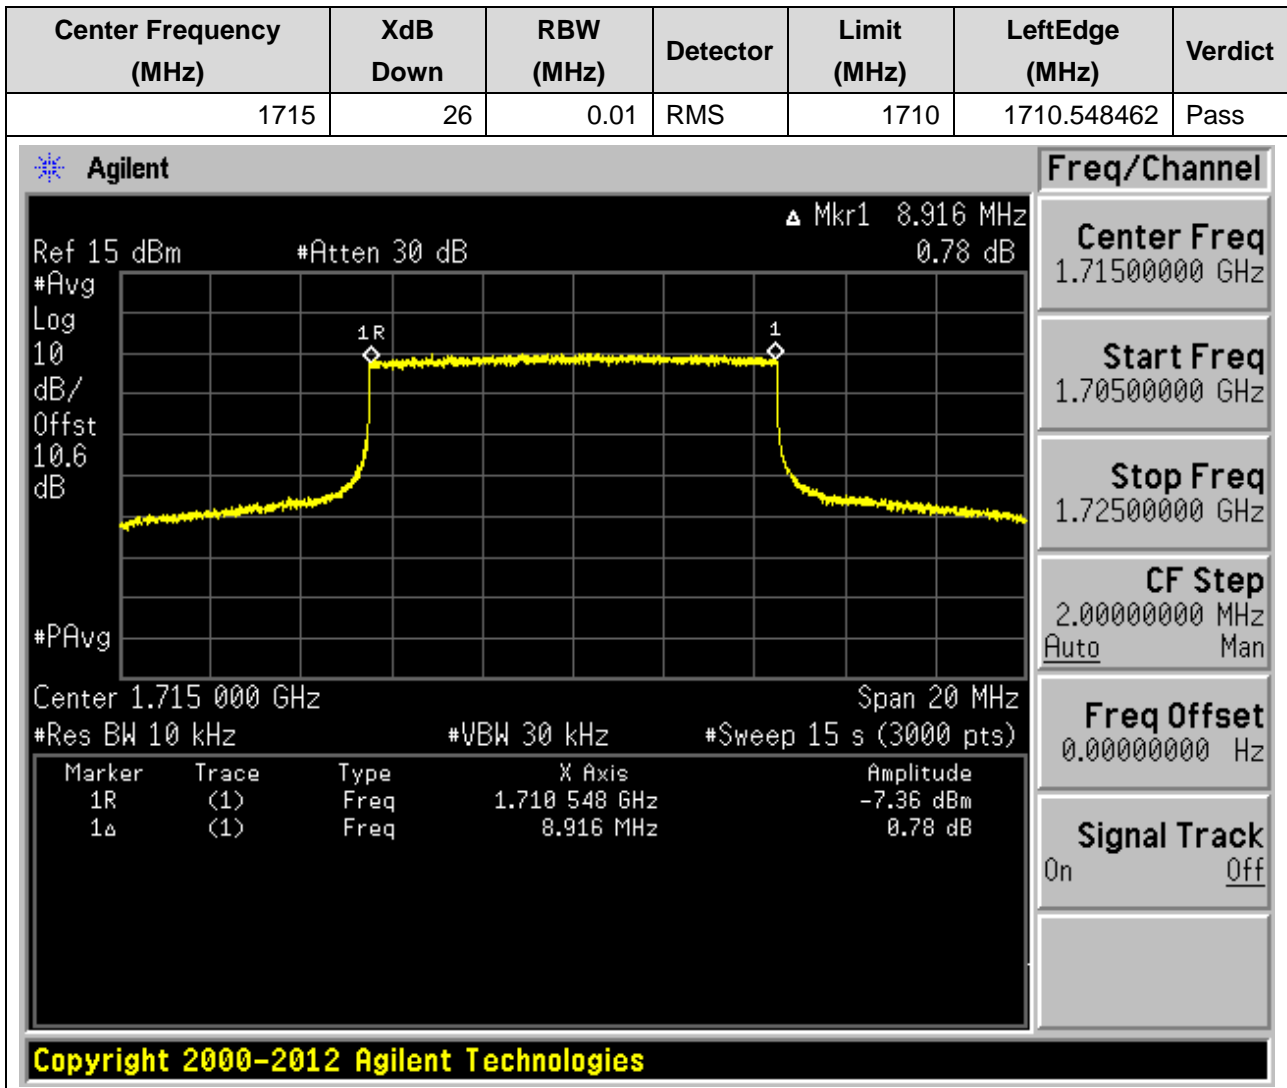 Center Frequency (MHz) XdB Down RBW (MHz) Detector Limit (MHz) LeftEdge (MHz) Verdict
1715 26 0.01 RMS 1710 1710.548462 Pass
Agilent
Freq/Channel
Δ Mkr1 8.916 MHz
Ref 15 dBm #Atten 30 dB 0.78 dB
#Avg
Log
10
dB/
Offst
10.6
dB
1R
1
#PAvg
Center 1.715 000 GHz Span 20 MHz
#Res BW 10 kHz #VBW 30 kHz #Sweep 15 s (3000 pts)
Marker Trace Type X Axis Amplitude
1R (1) Freq 1.710 548 GHz -7.36 dBm
1Δ (1) Freq 8.916 MHz 0.78 dB
Center Freq
1.71500000 GHz
Start Freq
1.70500000 GHz
Stop Freq
1.72500000 GHz
CF Step
2.00000000 MHz
Auto Man
Freq Offset
0.00000000 Hz
Signal Track
On Off
Copyright 2000-2012 Agilent Technologies